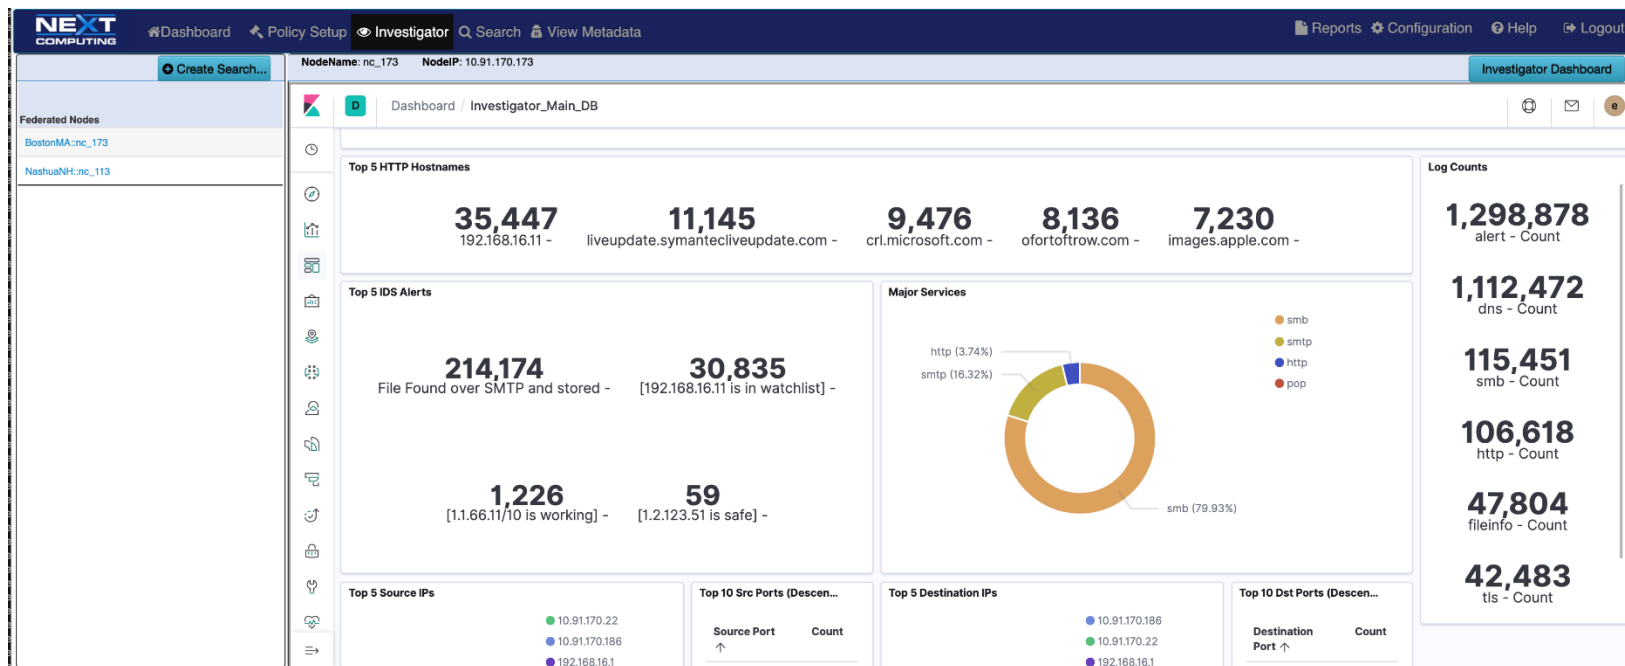 NEXT
COMPUTING
Dashboard Policy Setup Investigator Search View Metadata Reports Configuration Help Logout
Create Search...
NodeName: nc_173 NodeIP: 10.91.170.173
Investigator Dashboard
Federated Nodes
BostonMA::nc_173
NashuaNH::nc_113
D Dashboard / Investigator_Main_DB e
Top 5 HTTP Hostnames
35,447
192.168.16.11 -
11,145
liveupdate.symantecliveupdate.com -
9,476
crl.microsoft.com -
8,136
ofortoftrow.com -
7,230
images.apple.com -
Log Counts
1,298,878
alert - Count
1,112,472
dns - Count
115,451
smb - Count
106,618
http - Count
47,804
fileinfo - Count
42,483
tls - Count
Top 5 IDS Alerts
214,174
File Found over SMTP and stored -
30,835
[192.168.16.11 is in watchlist] -
1,226
[1.1.66.11/10 is working] -
59
[1.2.123.51 is safe] -
Major Services
http (3.74%)
smtp (16.32%)
smb (79.93%)
smb
smtp
http
pop
Top 5 Source IPs
10.91.170.22
10.91.170.186
192.168.16.1
Top 10 Src Ports (Descen...
Source Port Count
Top 5 Destination IPs
10.91.170.186
10.91.170.22
192.168.16.1
Top 10 Dst Ports (Descen...
Destination Port Count